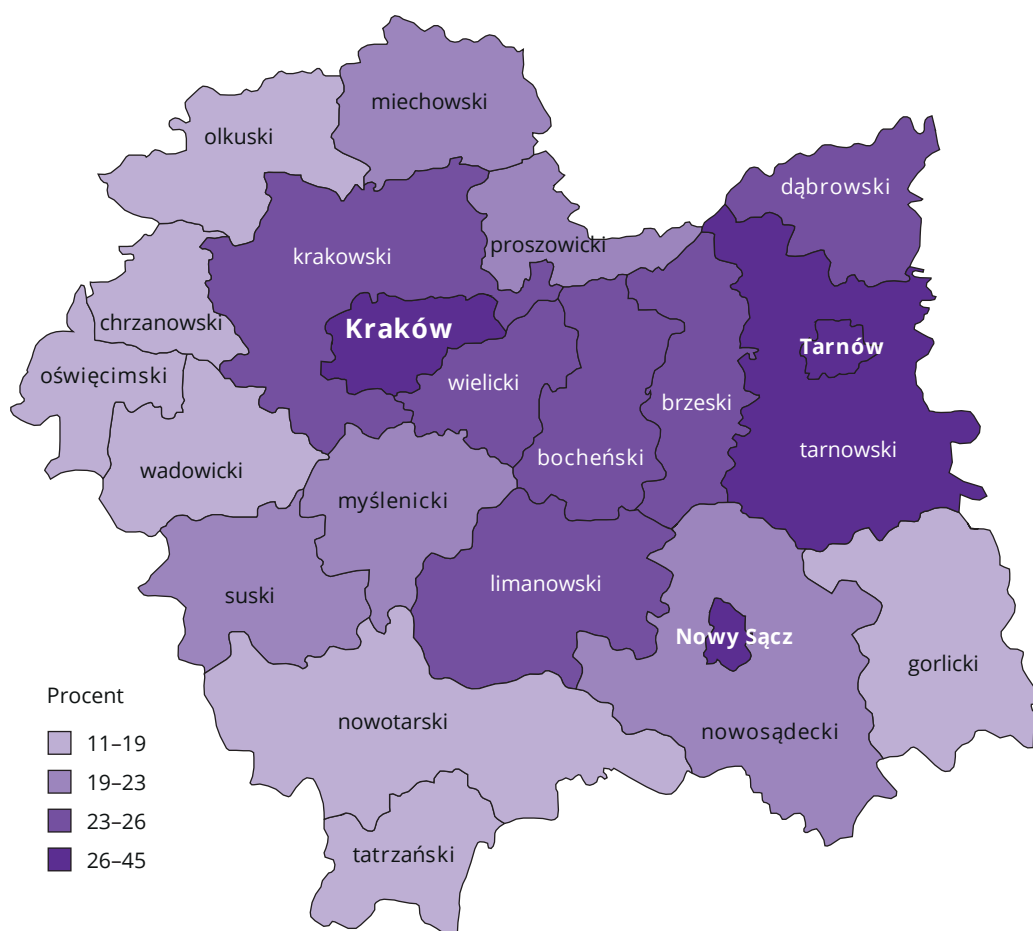 miechowski
olkuski
dąbrowski
proszowicki
krakowski
chrzanowski
Kraków
Tarnów
oświęcimski
wielicki
brzeski
tarnowski
bocheński
wadowicki
myślenicki
limanowski
suski
Nowy Sącz
gorlicki
nowotarski
nowosądecki
tatrzański
Procent
11–19
19–23
23–26
26–45